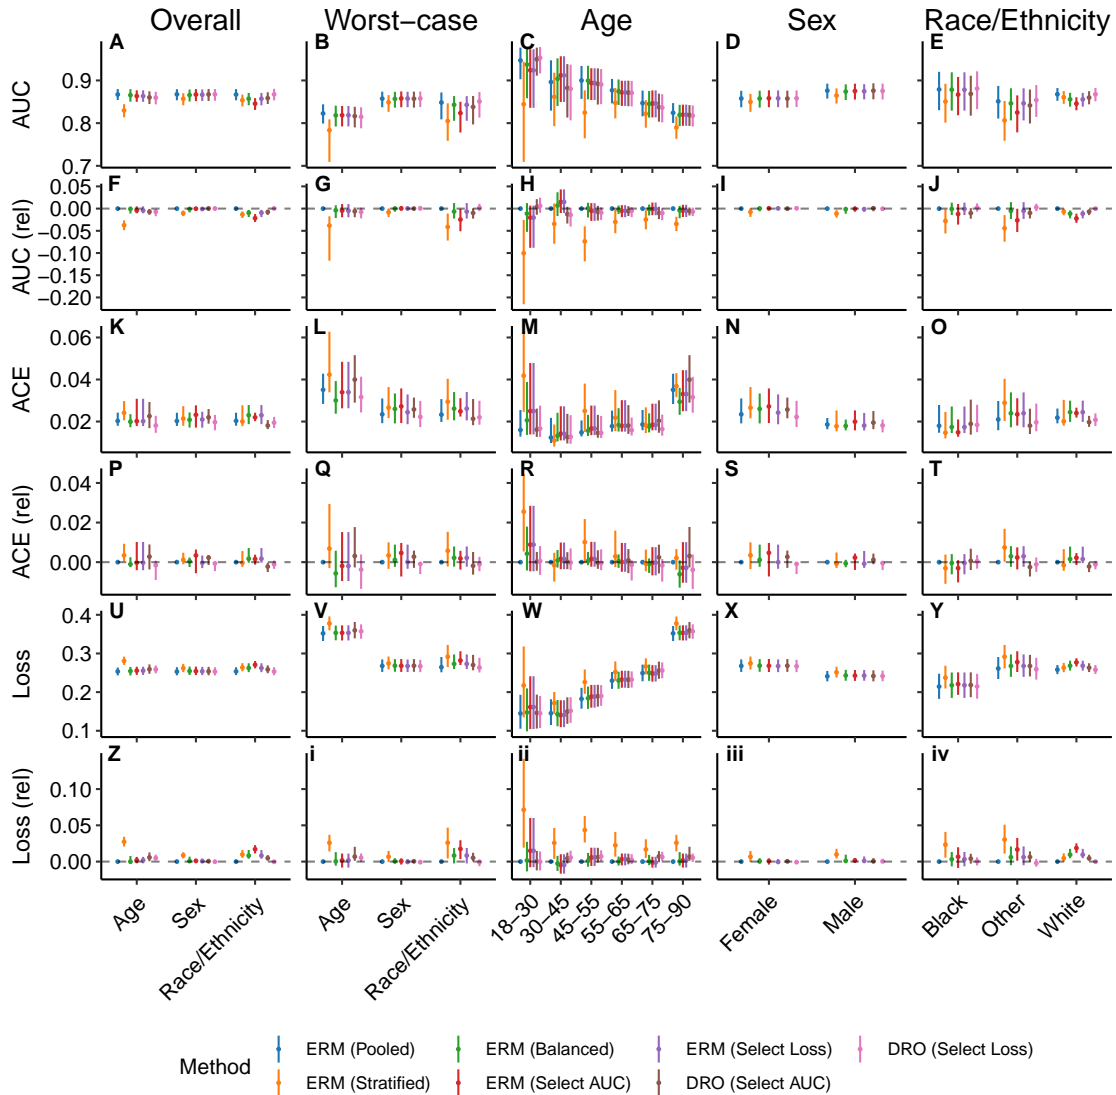 Overall Worst−case Age Sex Race/Ethnicity
A B C D E
AUC
0.9
0.8
0.7
F G H I J
AUC (rel)
0.05
0.00
−0.05
−0.10
−0.15
−0.20
K L M N O
ACE
0.06
0.04
0.02
P Q R S T
ACE (rel)
0.04
0.02
0.00
U V W X Y
Loss
0.4
0.3
0.2
0.1
Z i ii iii iv
Loss (rel)
0.10
0.05
0.00
Age Sex Race/Ethnicity Age Sex Race/Ethnicity 18−30 30−45 45−55 55−65 65−75 75−90 Female Male Black Other White
Method
ERM (Pooled) ERM (Balanced) ERM (Select Loss) DRO (Select Loss)
ERM (Stratified) ERM (Select AUC) DRO (Select AUC)